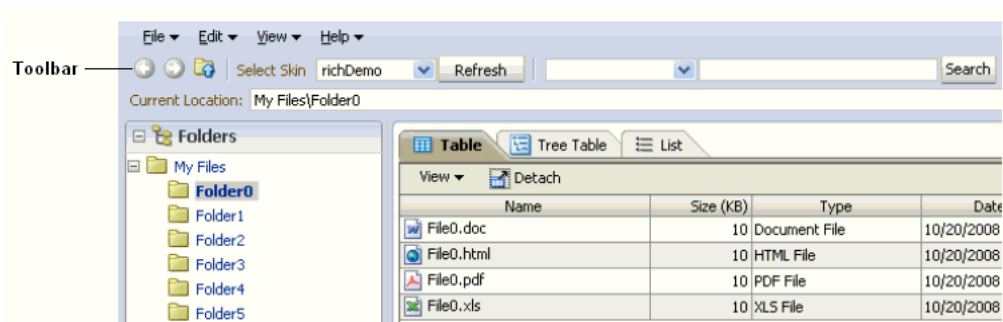 File Edit View Help
Toolbar Select Skin richDemo Refresh Search
Current Location: My Files\Folder0
Folders
My Files
Folder0
Folder1
Folder2
Folder3
Folder4
Folder5
Table Tree Table List
View Detach
Name Size (KB) Type Date
File0.doc 10 Document File 10/20/2008
File0.html 10 HTML File 10/20/2008
File0.pdf 10 PDF File 10/20/2008
File0.xls 10 XLS File 10/20/2008